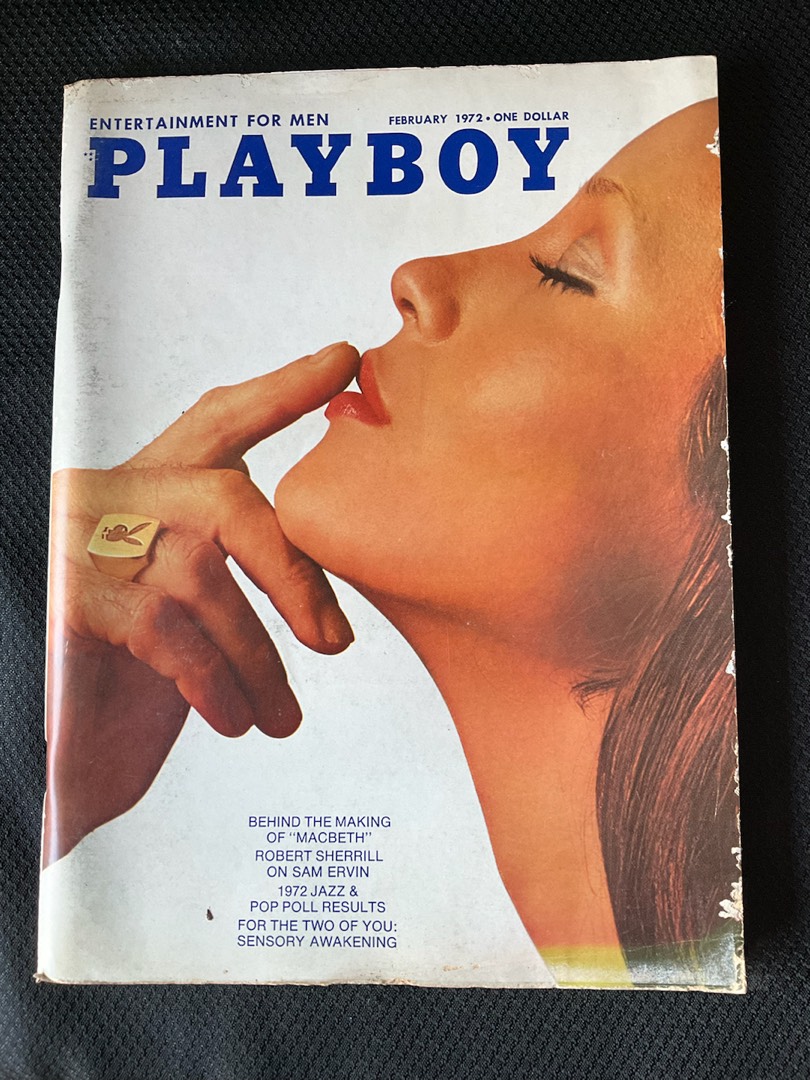 ENTERTAINMENT FOR MEN
FEBRUARY 1972 • ONE DOLLAR
PLAYBOY
BEHIND THE MAKING
OF "MACBETH"
ROBERT SHERRILL
ON SAM ERVIN
1972 JAZZ &
POP POLL RESULTS
FOR THE TWO OF YOU:
SENSORY AWAKENING